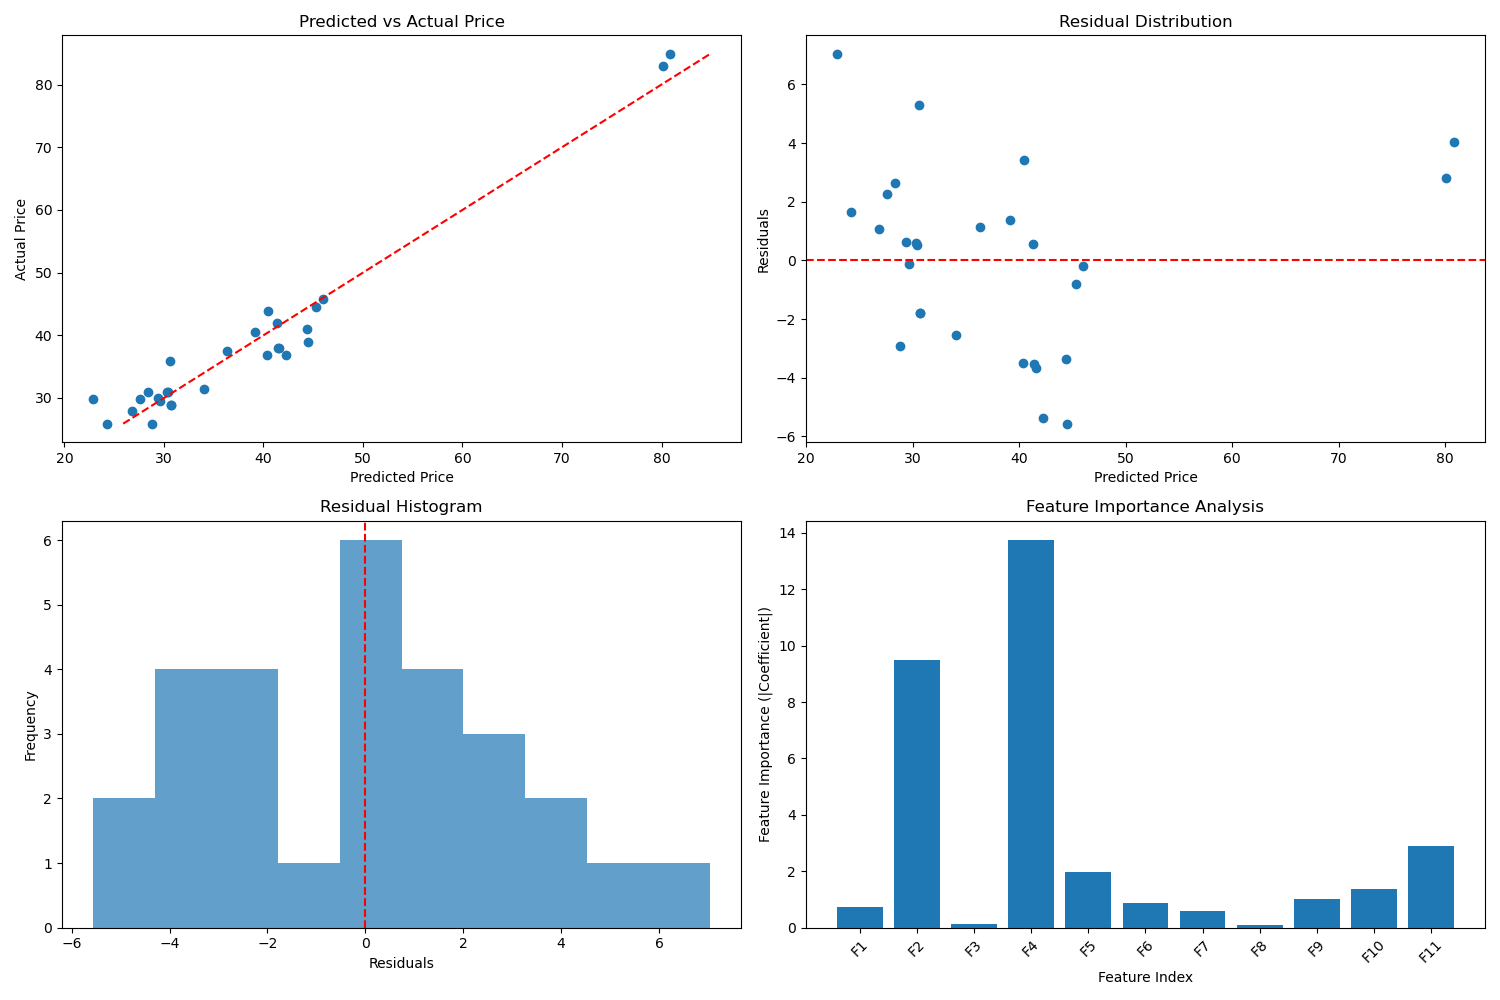 Predicted vs Actual Price
80
70
60
50
40
30
Actual Price
20 30 40 50 60 70 80
Predicted Price
Residual Distribution
6
4
2
0
−2
−4
−6
Residuals
20 30 40 50 60 70 80
Predicted Price
Residual Histogram
6
5
4
3
2
1
0
Frequency
−6 −4 −2 0 2 4 6
Residuals
Feature Importance Analysis
14
12
10
8
6
4
2
0
Feature Importance (|Coefficient|)
F1 F2 F3 F4 F5 F6 F7 F8 F9 F10 F11
Feature Index